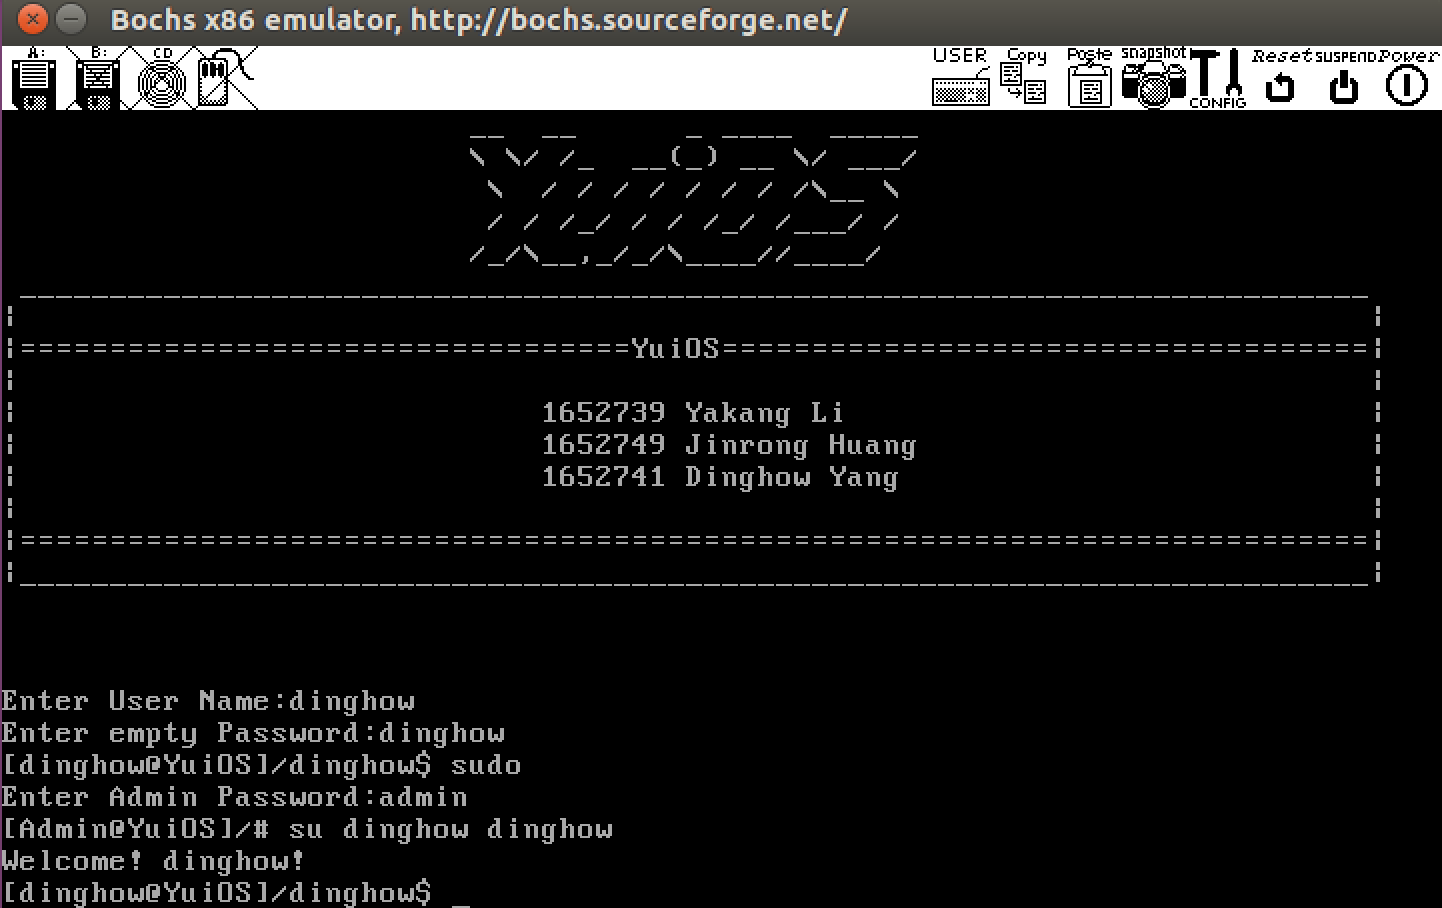 Bochs x86 emulator, http://bochs.sourceforge.net/
A: B: CD USER Copy Paste snapshot CONFIG Reset SUSPEND Power
YuiOS
=================================YuiOS=================================
1652739 Yakang Li
1652749 Jinrong Huang
1652741 Dinghow Yang
Enter User Name:dinghow
Enter empty Password:dinghow
[dinghow@YuiOS]/dinghow$ sudo
Enter Admin Password:admin
[Admin@YuiOS]/# su dinghow dinghow
Welcome! dinghow!
[dinghow@YuiOS]/dinghow$ _